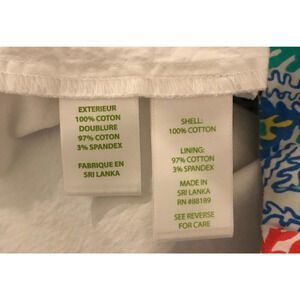 EXTERIEUR
100% COTON
DOUBLURE
97% COTON
3% SPANDEX
FABRIQUE EN
SRI LANKA
SHELL:
100% COTTON
LINING:
97% COTTON
3% SPANDEX
MADE IN
SRI LANKA
RN #88189
SEE REVERSE
FOR CARE